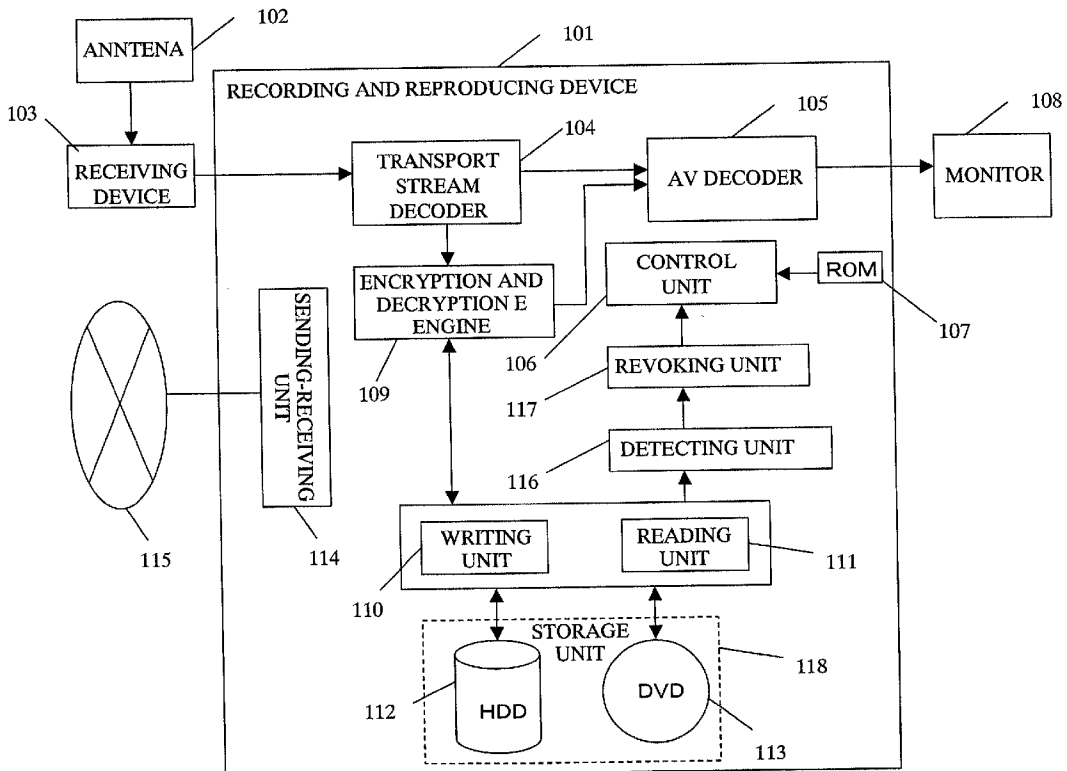 102
ANNTENA
101
RECORDING AND REPRODUCING DEVICE
103
RECEIVING
DEVICE
104
TRANSPORT
STREAM
DECODER
105
AV DECODER
108
MONITOR
ENCRYPTION AND
DECRYPTION E
ENGINE
109
CONTROL
UNIT
106
ROM
107
REVOKING UNIT
117
DETECTING UNIT
116
SENDING-RECEIVING
UNIT
114
115
WRITING
UNIT
110
READING
UNIT
111
STORAGE
UNIT
118
HDD
112
DVD
113